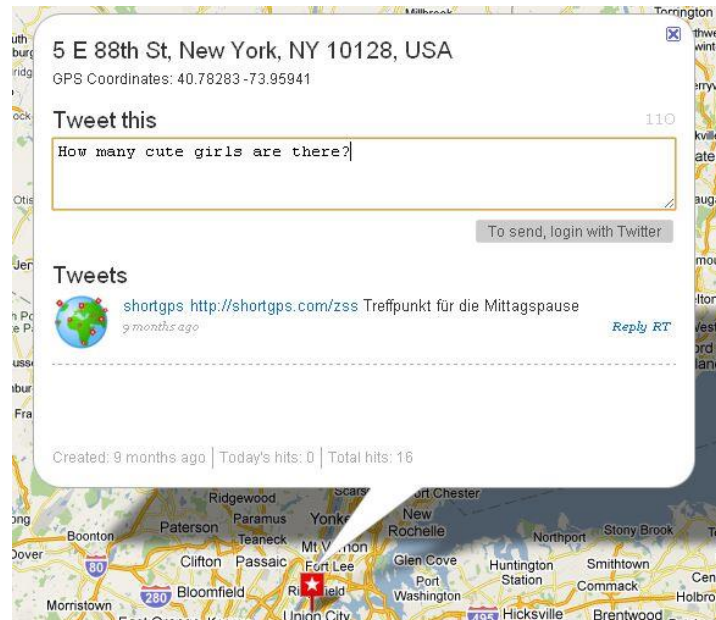 Millbrook
Torrington
5 E 88th St, New York, NY 10128, USA
GPS Coordinates: 40.78283 -73.95941
Tweet this
110
How many cute girls are there?
To send, login with Twitter
Tweets
shortgps http://shortgps.com/zss Treffpunkt für die Mittagspause
9 months ago
Reply RT
Created: 9 months ago | Today's hits: 0 | Total hits: 16
Ridgewood
Port Chester
Paramus
New
Rochelle
Paterson
Teaneck
Boonton
Northport
Stony Brook
Mt Vernon
Dover
80
Clifton
Passaic
Fort Lee
Glen Cove
Huntington
Station
Smithtown
280
Bloomfield
Port
Washington
Commack
Morristown
Union City
495
Hicksville
Brentwood